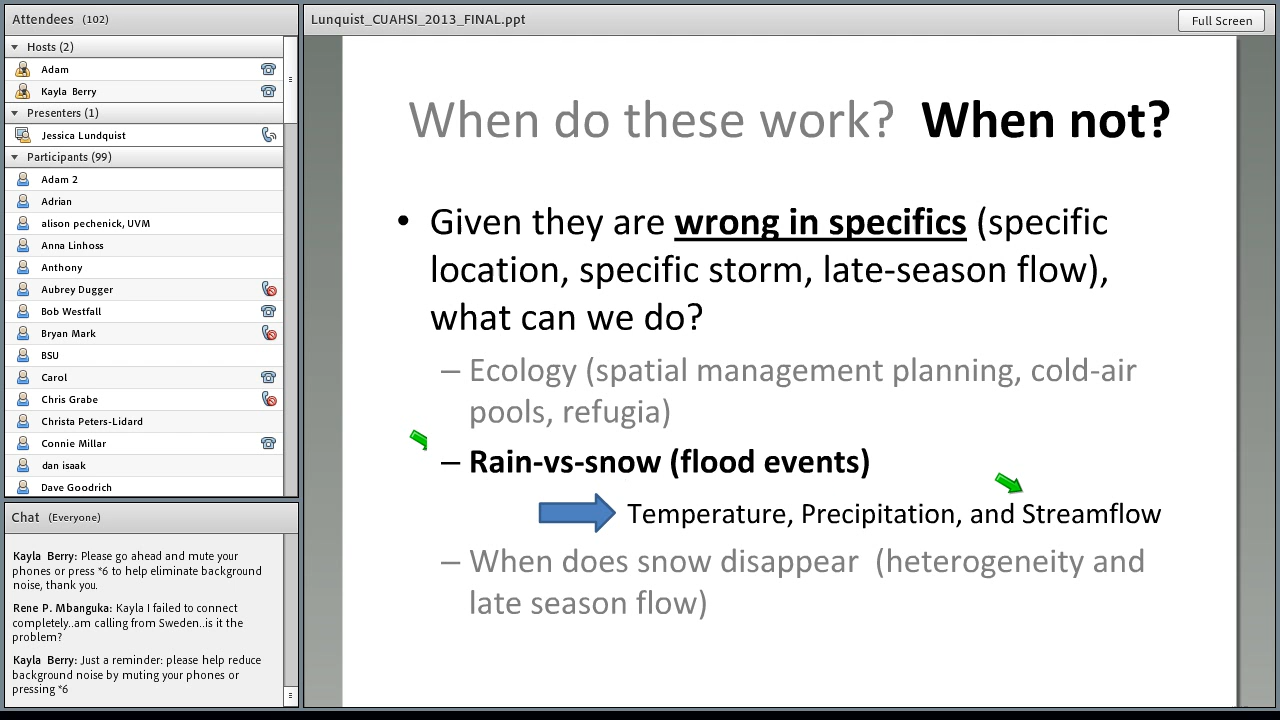 Attendees (102)
Hosts (2)
Adam
Kayla Berry
Presenters (1)
Jessica Lundquist
Participants (99)
Adam 2
Adrian
alison pechenick, UVM
Anna Linhoss
Anthony
Aubrey Dugger
Bob Westfall
Bryan Mark
BSU
Carol
Chris Grabe
Christa Peters-Lidard
Connie Millar
dan isaak
Dave Goodrich
Chat (Everyone)
Kayla Berry: Please go ahead and mute your
phones or press *6 to help eliminate background
noise, thank you.
Rene P. Mbanguka: Kayla I failed to connect
completely..am calling from Sweden..is it the
problem?
Kayla Berry: Just a reminder: please help reduce
background noise by muting your phones or
pressing *6
Lunquist_CUAHSI_2013_FINAL.ppt
Full Screen
When do these work? When not?
• Given they are wrong in specifics (specific
location, specific storm, late-season flow),
what can we do?
– Ecology (spatial management planning, cold-air
pools, refugia)
– Rain-vs-snow (flood events)
Temperature, Precipitation, and Streamflow
– When does snow disappear (heterogeneity and
late season flow)